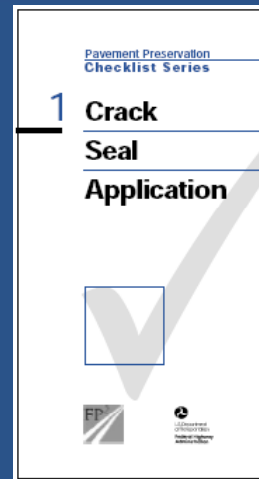 Pavement Preservation
Checklist Series
1 Crack
Seal
Application
FP
U.S. Department
of Transportation
Federal Highway
Administration